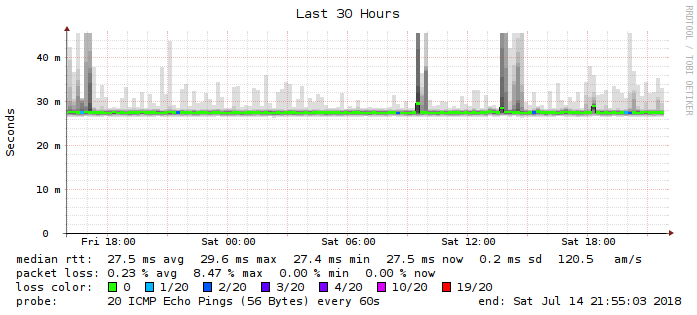 Last 30 Hours
RRDTOOL / TOBI OETIKER
Seconds
40 m
30 m
20 m
10 m
0
Fri 18:00 Sat 00:00 Sat 06:00 Sat 12:00 Sat 18:00
median rtt: 27.5 ms avg 29.6 ms max 27.4 ms min 27.5 ms now 0.2 ms sd 120.5 am/s
packet loss: 0.23 % avg 8.47 % max 0.00 % min 0.00 % now
loss color: 0 1/20 2/20 3/20 4/20 10/20 19/20
probe: 20 ICMP Echo Pings (56 Bytes) every 60s end: Sat Jul 14 21:55:03 2018